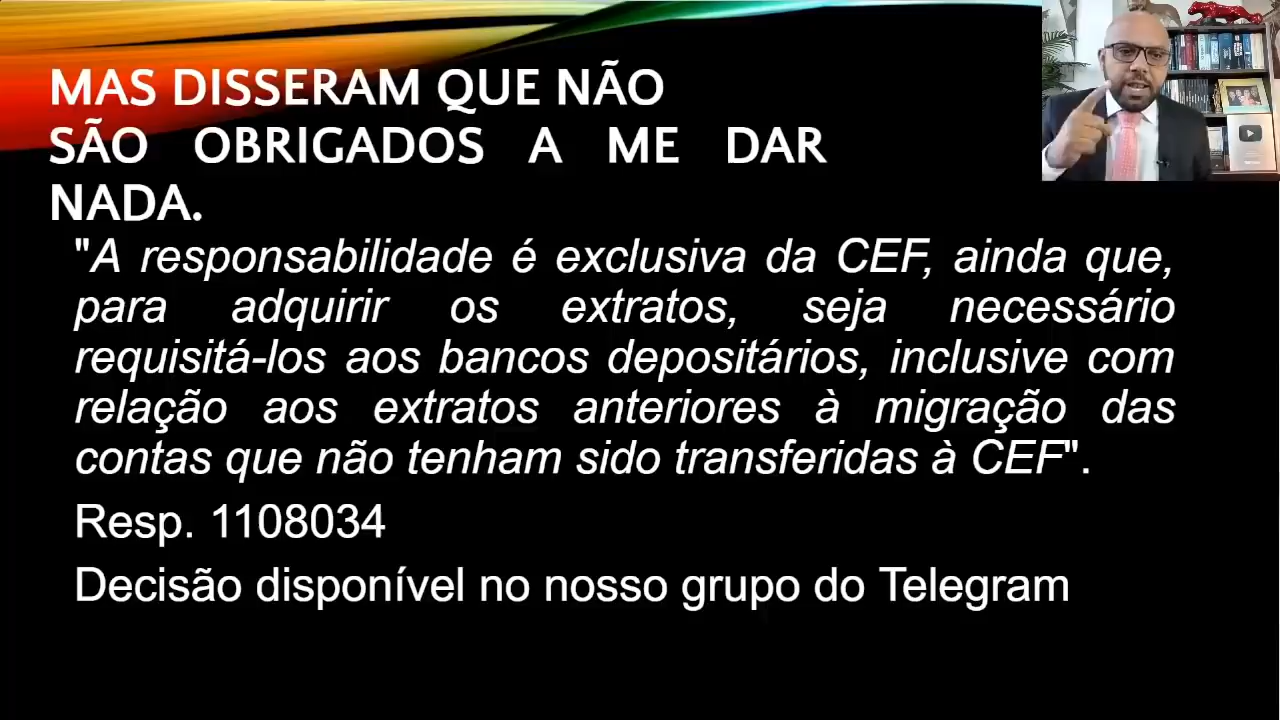 MAS DISSERAM QUE NÃO
SÃO OBRIGADOS A ME DAR
NADA.
"A responsabilidade é exclusiva da CEF, ainda que,
para adquirir os extratos, seja necessário
requisitá-los aos bancos depositários, inclusive com
relação aos extratos anteriores à migração das
contas que não tenham sido transferidas à CEF".
Resp. 1108034
Decisão disponível no nosso grupo do Telegram